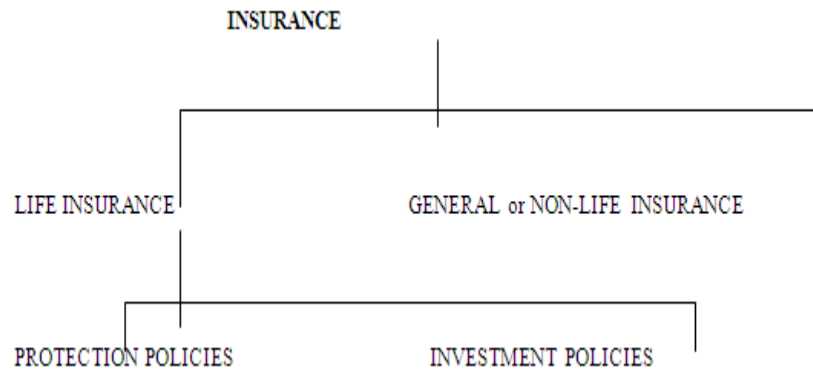 INSURANCE
LIFE INSURANCE GENERAL or NON-LIFE INSURANCE
PROTECTION POLICIES INVESTMENT POLICIES